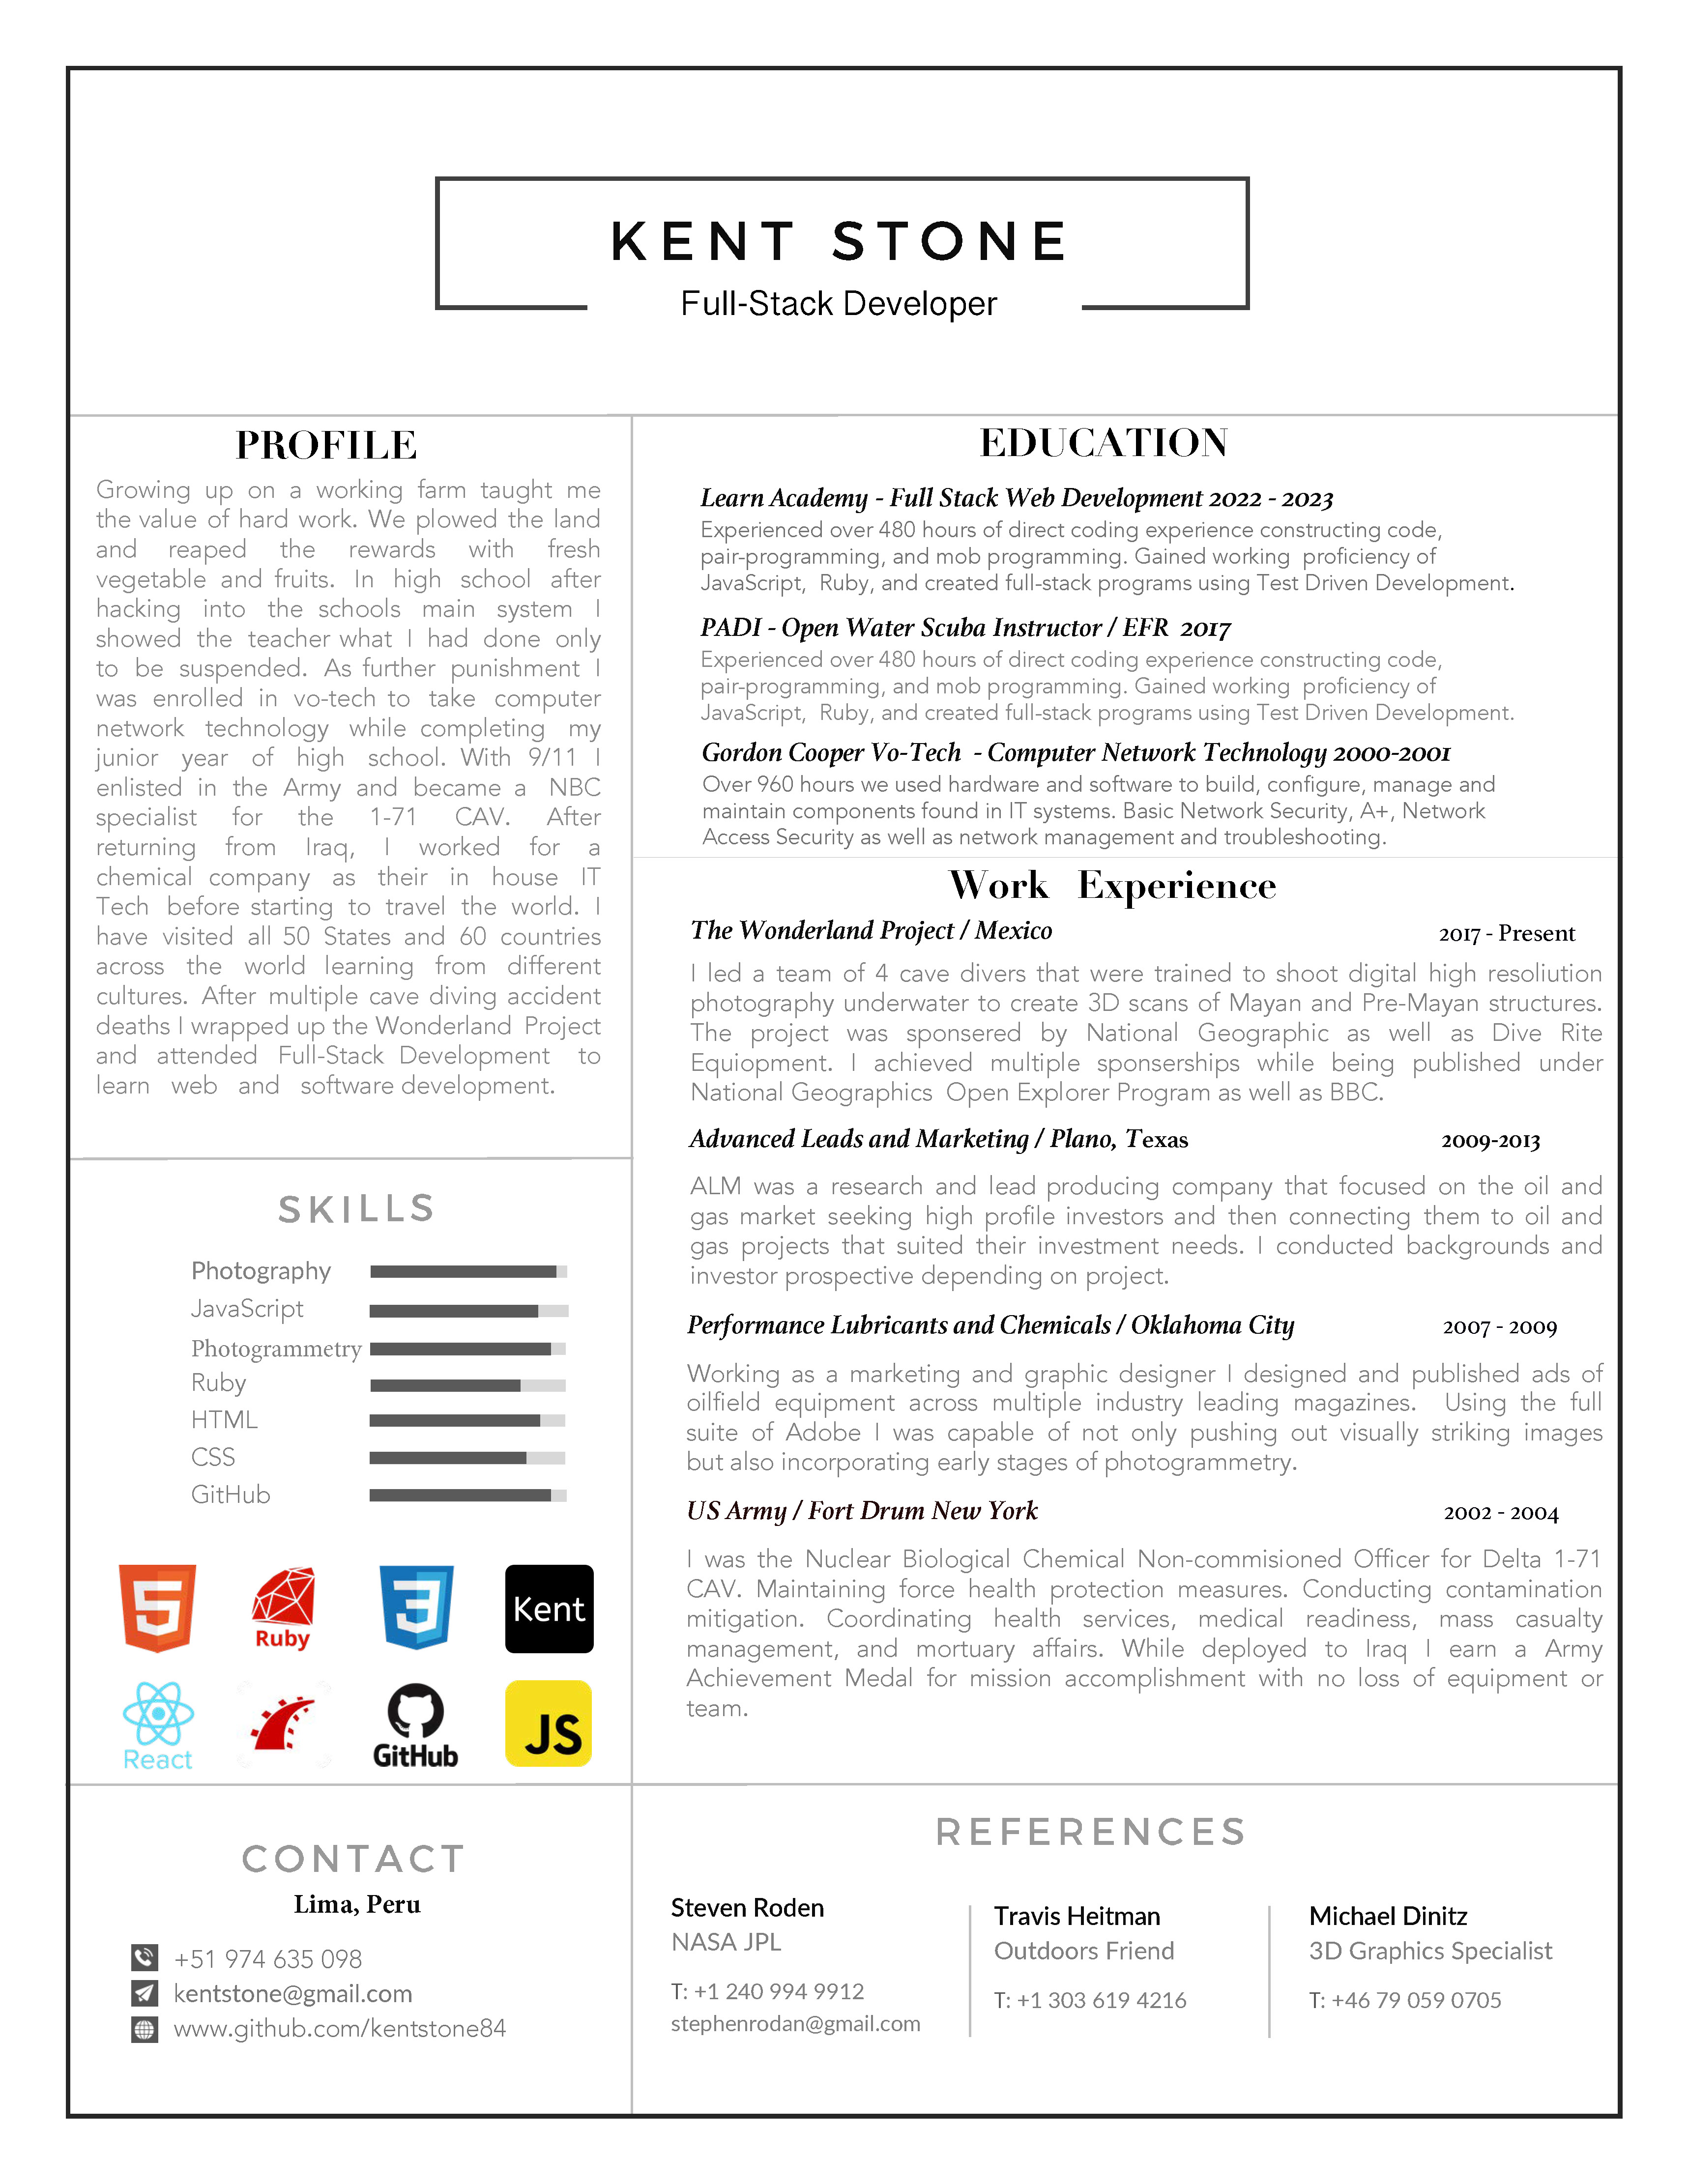 KENT STONE
Full-Stack Developer
PROFILE
Growing up on a working farm taught me
the value of hard work. We plowed the land
and reaped the rewards with fresh
vegetable and fruits. In high school after
hacking into the schools main system I
showed the teacher what I had done only
to be suspended. As further punishment I
was enrolled in vo-tech to take computer
network technology while completing my
junior year of high school. With 9/11 I
enlisted in the Army and became a NBC
specialist for the 1-71 CAV. After
returning from Iraq, I worked for a
chemical company as their in house IT
Tech before starting to travel the world. I
have visited all 50 States and 60 countries
across the world learning from different
cultures. After multiple cave diving accident
deaths I wrapped up the Wonderland Project
and attended Full-Stack Development to
learn web and software development.
SKILLS
Photography
JavaScript
Photogrammetry
Ruby
HTML
CSS
GitHub
5
Ruby
3
Kent
React
GitHub
JS
CONTACT
Lima, Peru
+51 974 635 098
kentstone@gmail.com
www.github.com/kentstone84
EDUCATION
Learn Academy - Full Stack Web Development 2022 - 2023
Experienced over 480 hours of direct coding experience constructing code,
pair-programming, and mob programming. Gained working proficiency of
JavaScript, Ruby, and created full-stack programs using Test Driven Development.
PADI - Open Water Scuba Instructor / EFR 2017
Experienced over 480 hours of direct coding experience constructing code,
pair-programming, and mob programming. Gained working proficiency of
JavaScript, Ruby, and created full-stack programs using Test Driven Development.
Gordon Cooper Vo-Tech - Computer Network Technology 2000-2001
Over 960 hours we used hardware and software to build, configure, manage and
maintain components found in IT systems. Basic Network Security, A+, Network
Access Security as well as network management and troubleshooting.
Work Experience
The Wonderland Project / Mexico 2017 - Present
I led a team of 4 cave divers that were trained to shoot digital high resoliution
photography underwater to create 3D scans of Mayan and Pre-Mayan structures.
The project was sponsered by National Geographic as well as Dive Rite
Equiopment. I achieved multiple sponserships while being published under
National Geographics Open Explorer Program as well as BBC.
Advanced Leads and Marketing / Plano, Texas 2009-2013
ALM was a research and lead producing company that focused on the oil and
gas market seeking high profile investors and then connecting them to oil and
gas projects that suited their investment needs. I conducted backgrounds and
investor prospective depending on project.
Performance Lubricants and Chemicals / Oklahoma City 2007 - 2009
Working as a marketing and graphic designer I designed and published ads of
oilfield equipment across multiple industry leading magazines. Using the full
suite of Adobe I was capable of not only pushing out visually striking images
but also incorporating early stages of photogrammetry.
US Army / Fort Drum New York 2002 - 2004
I was the Nuclear Biological Chemical Non-commisioned Officer for Delta 1-71
CAV. Maintaining force health protection measures. Conducting contamination
mitigation. Coordinating health services, medical readiness, mass casualty
management, and mortuary affairs. While deployed to Iraq I earn a Army
Achievement Medal for mission accomplishment with no loss of equipment or
team.
REFERENCES
Steven Roden
NASA JPL
T: +1 240 994 9912
stephenrodan@gmail.com
Travis Heitman
Outdoors Friend
T: +1 303 619 4216
Michael Dinitz
3D Graphics Specialist
T: +46 79 059 0705